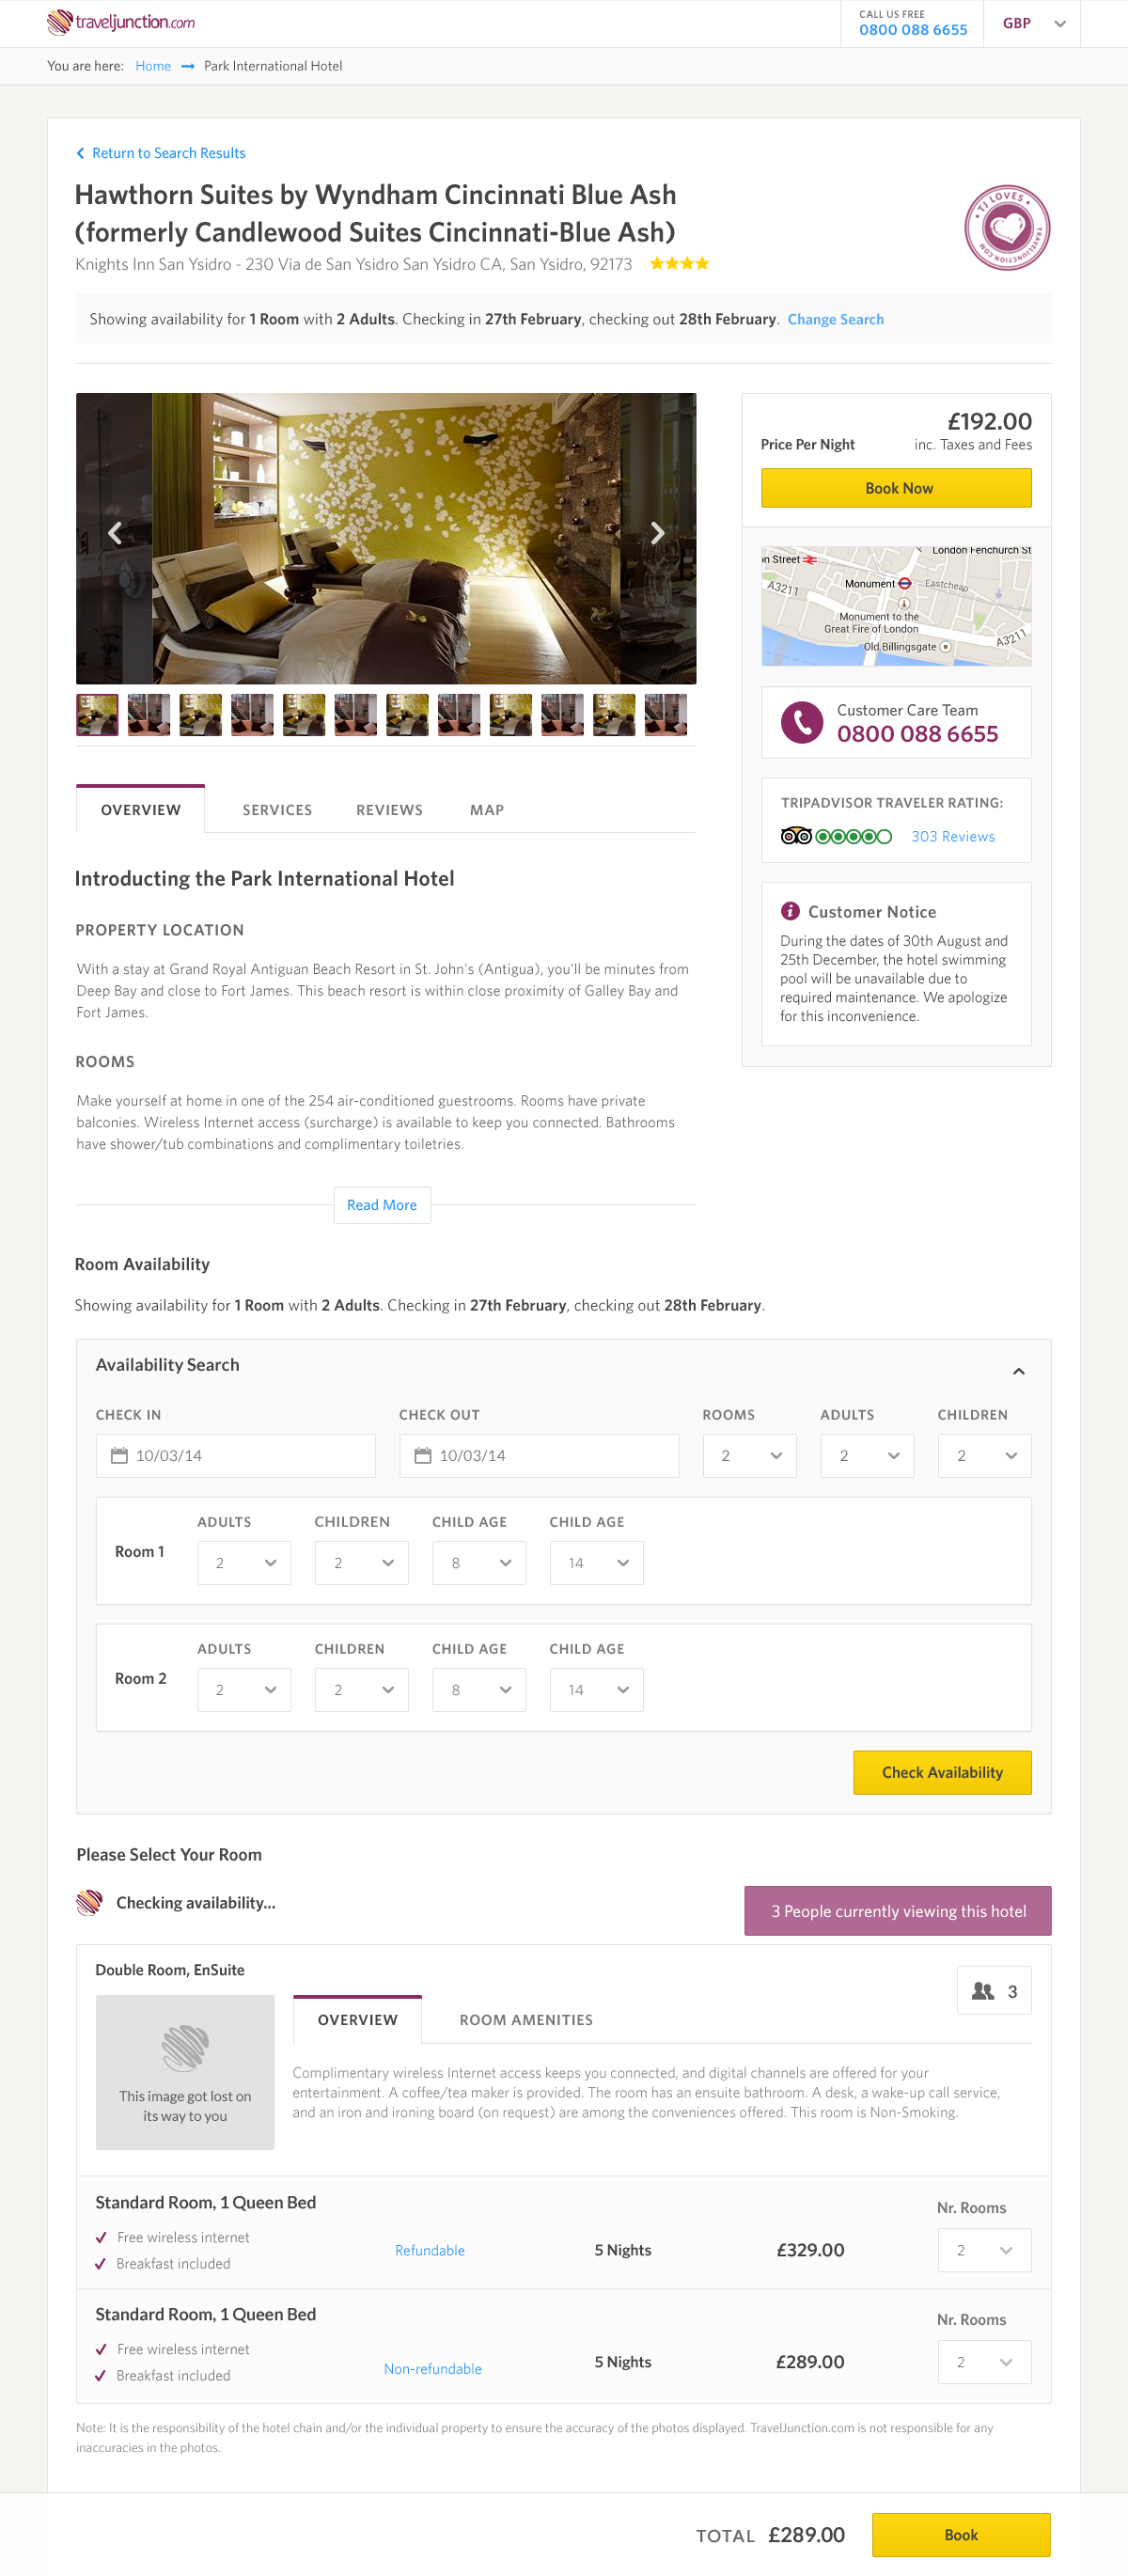 traveljunction.com
CALL US FREE
0800 088 6655
GBP
You are here: Home Park International Hotel
Return to Search Results
Hawthorn Suites by Wyndham Cincinnati Blue Ash
(formerly Candlewood Suites Cincinnati-Blue Ash)
Knights Inn San Ysidro - 230 Via de San Ysidro San Ysidro CA, San Ysidro, 92173
• TJ LOVES •
TRAVELJUNCTION.COM
Showing availability for 1 Room with 2 Adults. Checking in 27th February, checking out 28th February. Change Search
£192.00
Price Per Night inc. Taxes and Fees
Book Now
London Fenchurch St
n Street
Monument
Eastcheap
A3211
Monument to the
Great Fire of London
A3211
Old Billingsgate
Customer Care Team
0800 088 6655
TRIPADVISOR TRAVELER RATING:
303 Reviews
Customer Notice
During the dates of 30th August and
25th December, the hotel swimming
pool will be unavailable due to
required maintenance. We apologize
for this inconvenience.
OVERVIEW SERVICES REVIEWS MAP
Introducting the Park International Hotel
PROPERTY LOCATION
With a stay at Grand Royal Antiguan Beach Resort in St. John's (Antigua), you'll be minutes from
Deep Bay and close to Fort James. This beach resort is within close proximity of Galley Bay and
Fort James.
ROOMS
Make yourself at home in one of the 254 air-conditioned guestrooms. Rooms have private
balconies. Wireless Internet access (surcharge) is available to keep you connected. Bathrooms
have shower/tub combinations and complimentary toiletries.
Read More
Room Availability
Showing availability for 1 Room with 2 Adults. Checking in 27th February, checking out 28th February.
Availability Search
CHECK IN CHECK OUT ROOMS ADULTS CHILDREN
10/03/14 10/03/14 2 2 2
ADULTS CHILDREN CHILD AGE CHILD AGE
Room 1 2 2 8 14
ADULTS CHILDREN CHILD AGE CHILD AGE
Room 2 2 2 8 14
Check Availability
Please Select Your Room
Checking availability...
3 People currently viewing this hotel
Double Room, EnSuite
3
OVERVIEW ROOM AMENITIES
This image got lost on
its way to you
Complimentary wireless Internet access keeps you connected, and digital channels are offered for your
entertainment. A coffee/tea maker is provided. The room has an ensuite bathroom. A desk, a wake-up call service,
and an iron and ironing board (on request) are among the conveniences offered. This room is Non-Smoking.
Standard Room, 1 Queen Bed
Nr. Rooms
Free wireless internet
Refundable 5 Nights £329.00 2
Breakfast included
Standard Room, 1 Queen Bed
Nr. Rooms
Free wireless internet
Non-refundable 5 Nights £289.00 2
Breakfast included
Note: It is the responsibility of the hotel chain and/or the individual property to ensure the accuracy of the photos displayed. TravelJunction.com is not responsible for any
inaccuracies in the photos.
TOTAL £289.00 Book